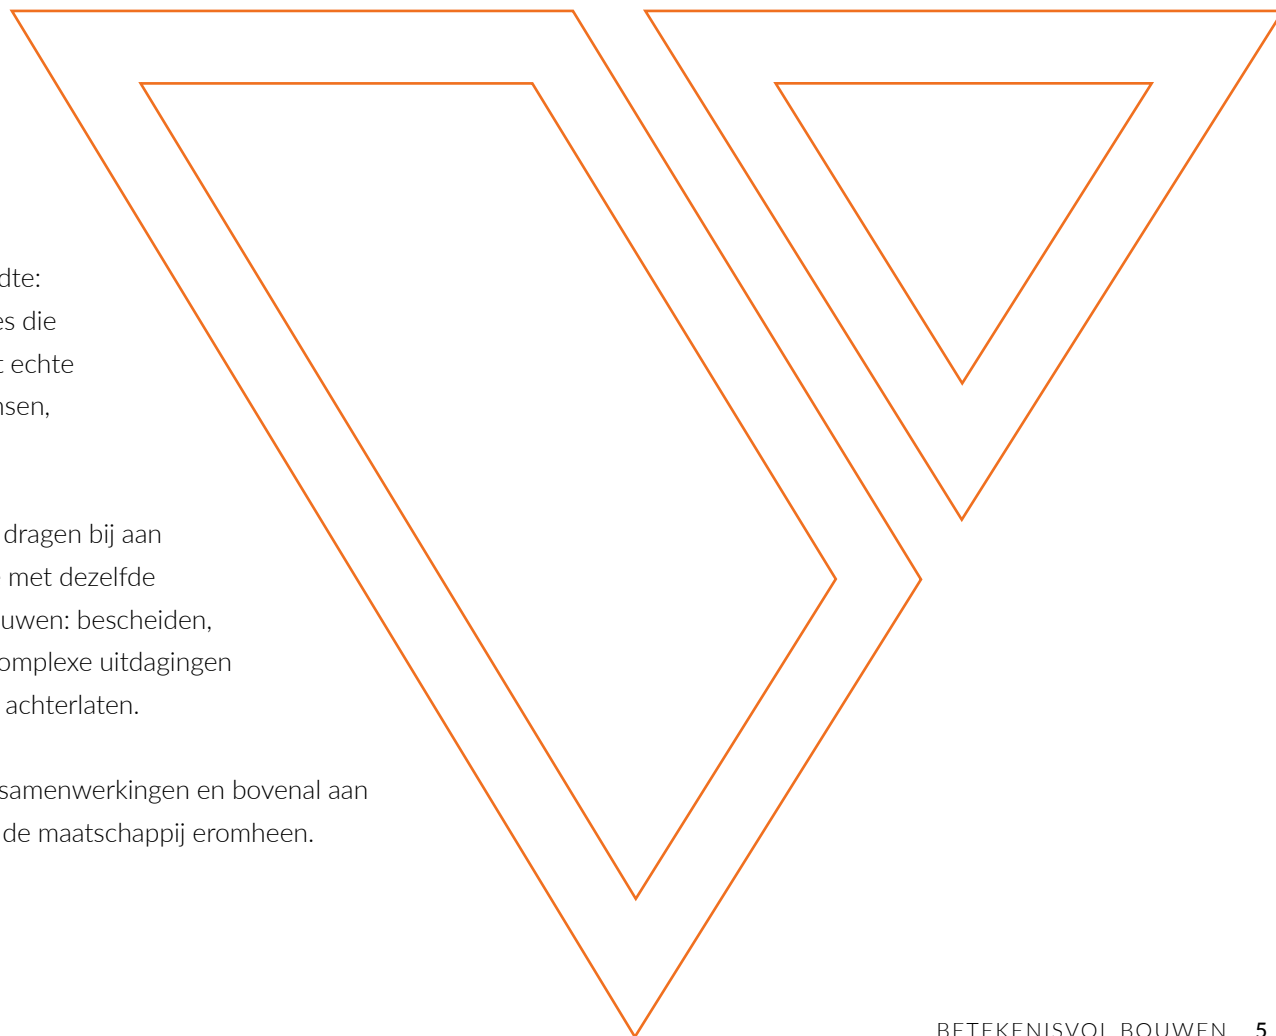 dte:
es die
t echte
nsen,
dragen bij aan
met dezelfde
uwen: bescheiden,
omplexe uitdagingen
achterlaten.
samenwerkingen en bovenal aan
de maatschappij eromheen.
BETEKENISVOL BOUWEN 5